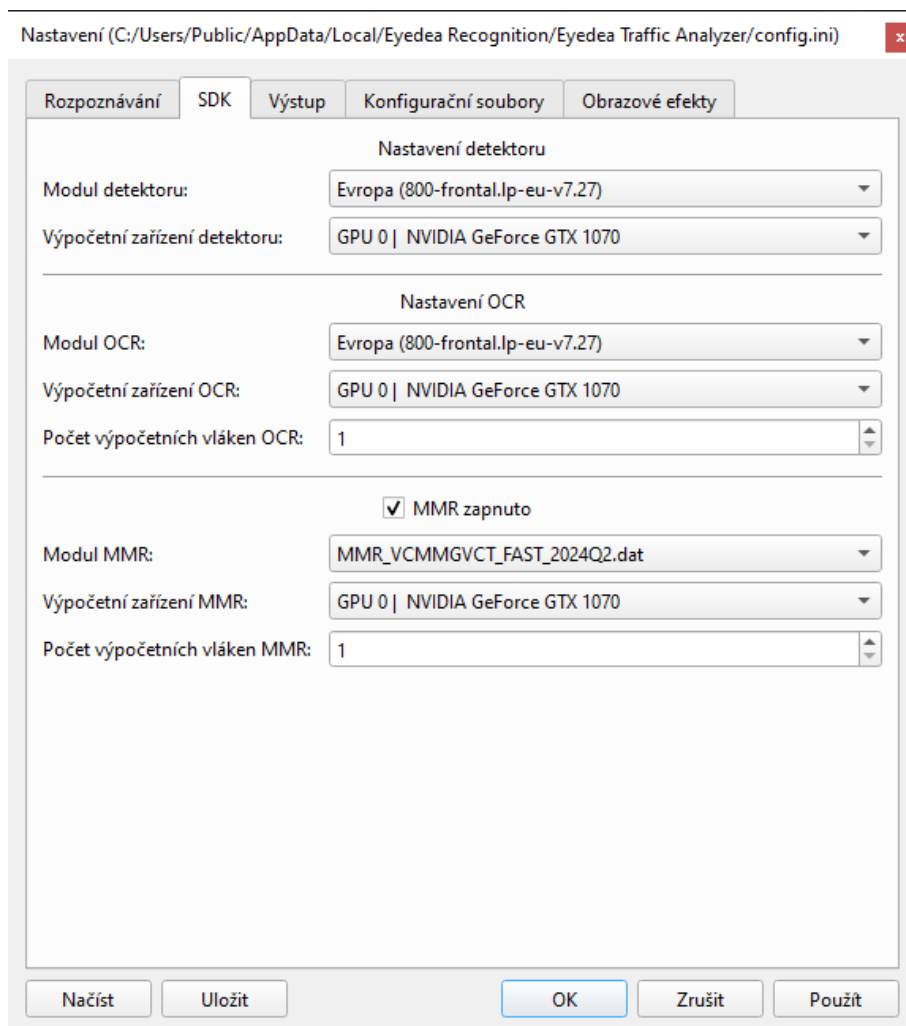 Nastavení (C:/Users/Public/AppData/Local/Eyedea Recognition/Eyedea Traffic Analyzer/config.ini) x
Rozpoznávání SDK Výstup Konfigurační soubory Obrazové efekty
Nastavení detektoru
Modul detektoru: Evropa (800-frontal.lp-eu-v7.27)
Výpočetní zařízení detektoru: GPU 0 | NVIDIA GeForce GTX 1070
Nastavení OCR
Modul OCR: Evropa (800-frontal.lp-eu-v7.27)
Výpočetní zařízení OCR: GPU 0 | NVIDIA GeForce GTX 1070
Počet výpočetních vláken OCR: 1
MMR zapnuto
Modul MMR: MMR_VCMMGVCT_FAST_2024Q2.dat
Výpočetní zařízení MMR: GPU 0 | NVIDIA GeForce GTX 1070
Počet výpočetních vláken MMR: 1
Načíst Uložit OK Zrušit Použít